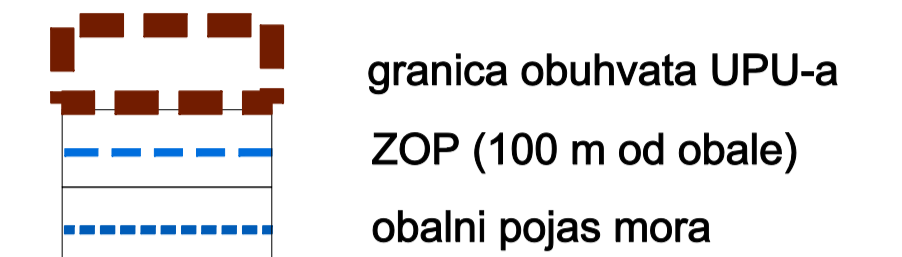 granica obuhvata UPU-a
ZOP (100 m od obale)
obalni pojas mora